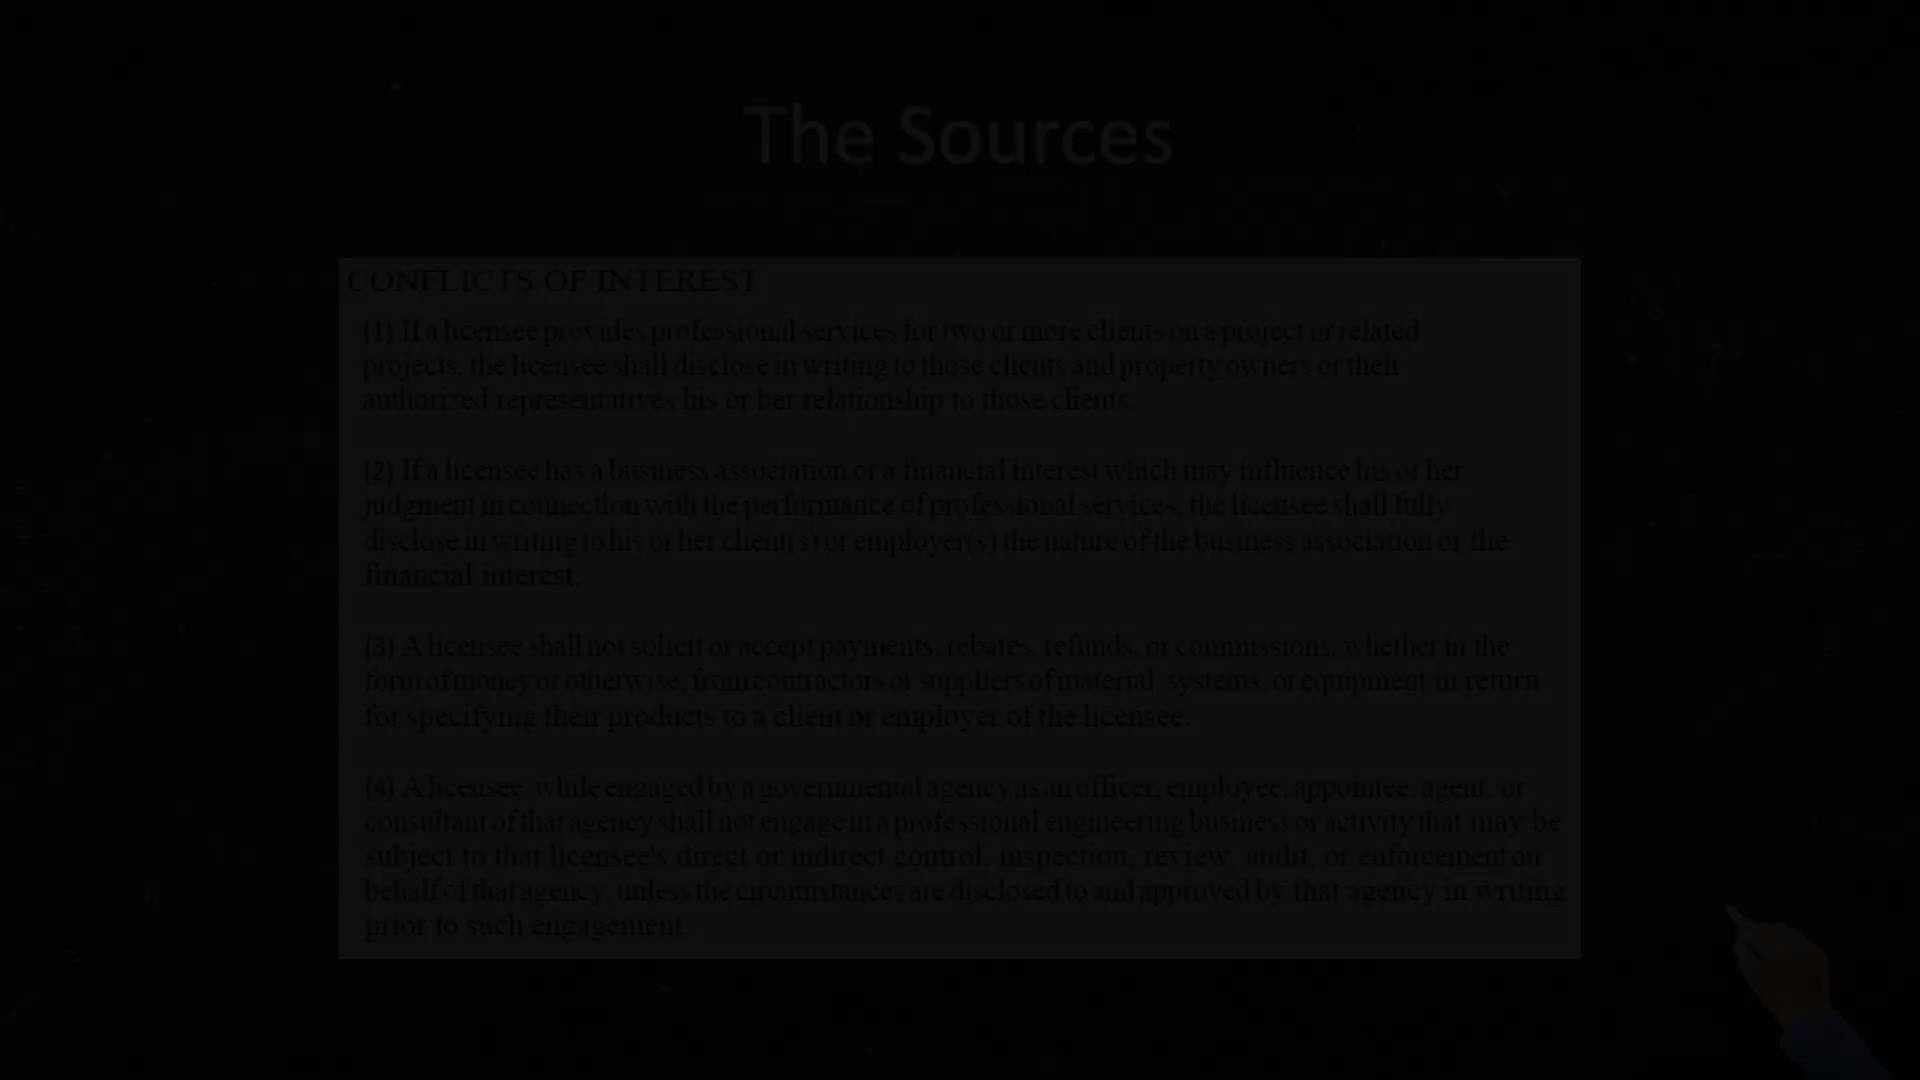 The Sources
CONFLICTS OF INTEREST
(1) If a licensee provides professional services for two or more clients on a project or related
projects, the licensee shall disclose in writing to those clients and property owners or their
authorized representatives his or her relationship to those clients.
(2) If a licensee has a business association or a financial interest which may influence his or her
judgment in connection with the performance of professional services, the licensee shall fully
disclose in writing to his or her client(s) or employer(s) the nature of the business association or the
financial interest.
(3) A licensee shall not solicit or accept payments, rebates, refunds, or commissions, whether in the
form of money or otherwise, from contractors or suppliers of material, systems, or equipment in return
for specifying their products to a client or employer of the licensee.
(4) A licensee, while engaged by a governmental agency as an officer, employee, appointee, agent, or
consultant of that agency shall not engage in a professional engineering business or activity that may be
subject to that licensee's direct or indirect control, inspection, review, audit, or enforcement on
behalf of that agency, unless the circumstances are disclosed to and approved by that agency in writing
prior to such engagement.